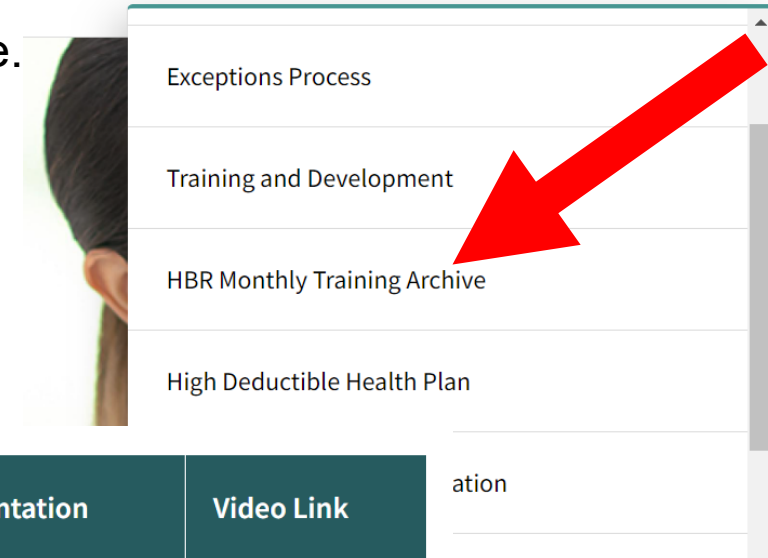 e.
Exceptions Process
Training and Development
HBR Monthly Training Archive
High Deductible Health Plan
ation
ntation
Video Link